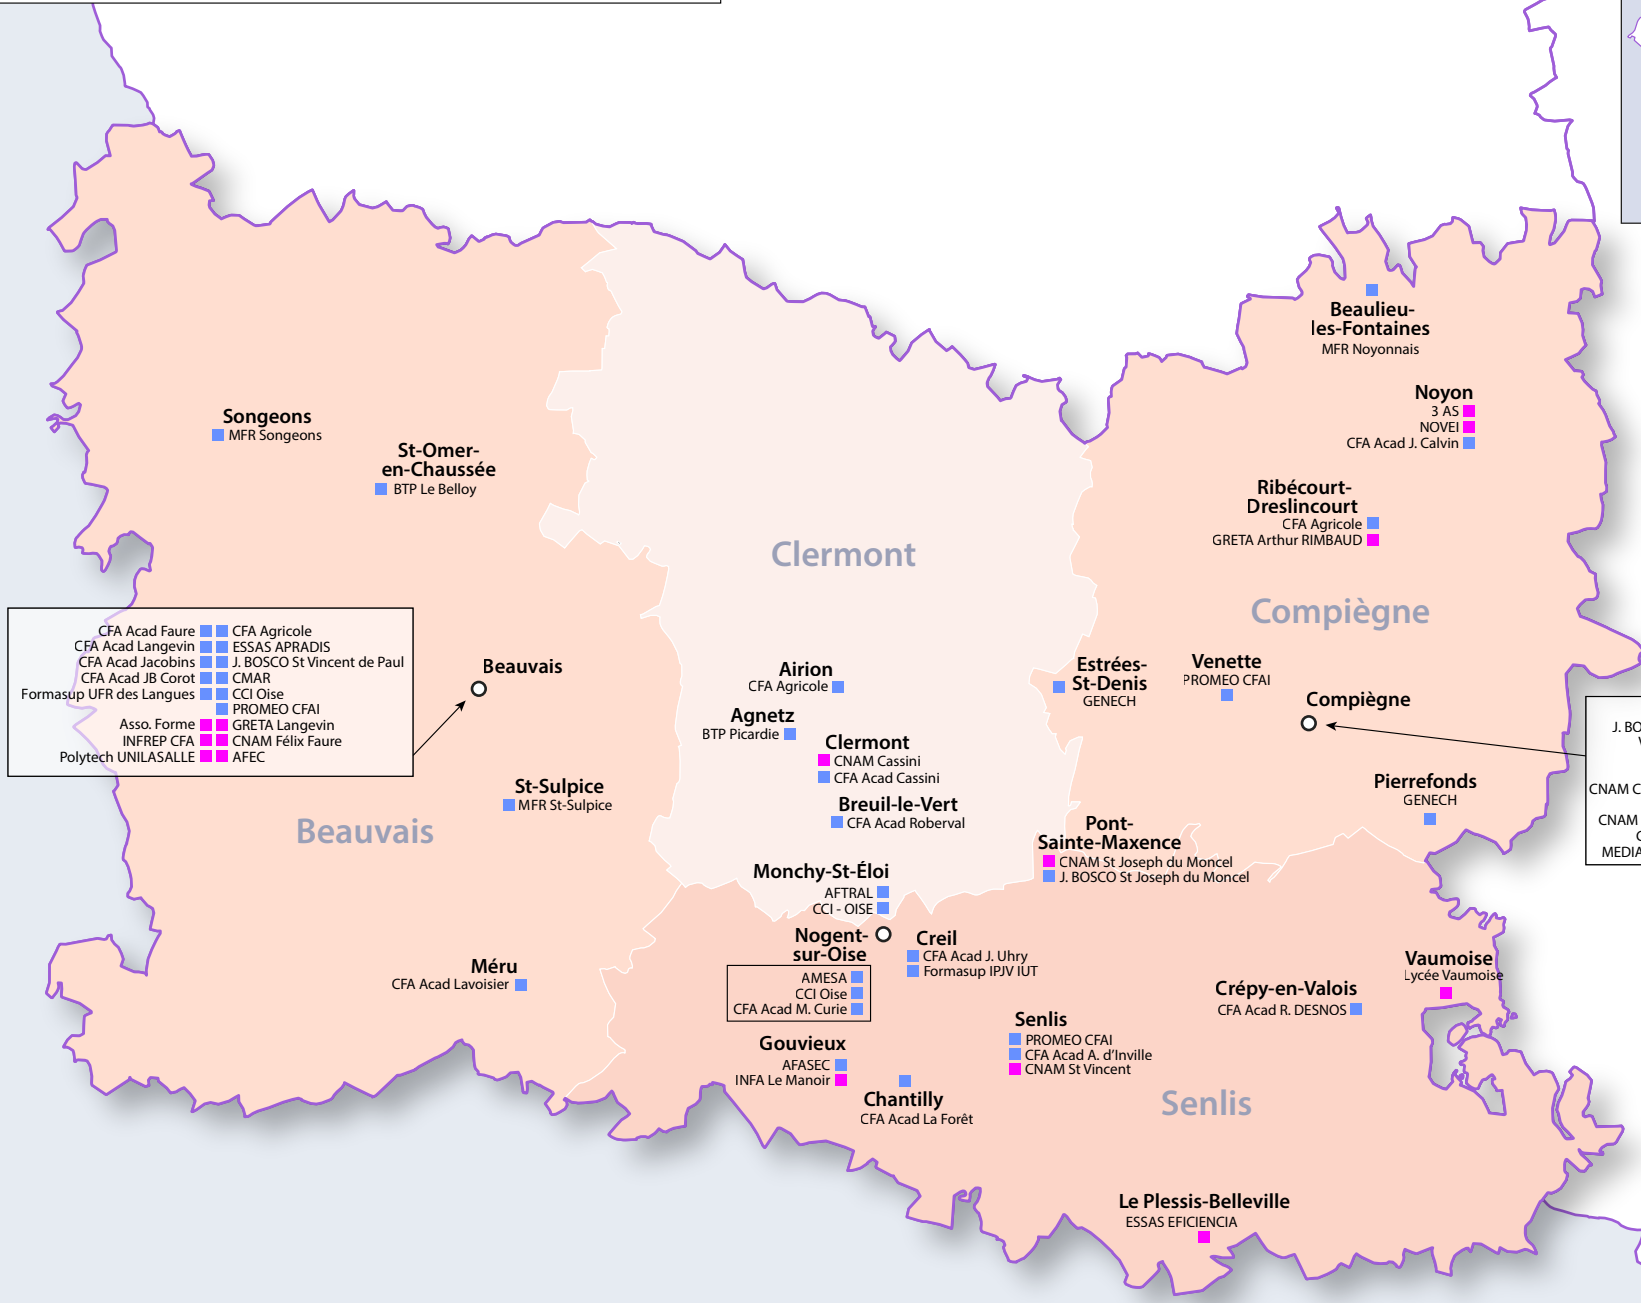 Beaulieu-
les-Fontaines
MFR Noyonnais
Noyon
3 AS
NOVEI
CFA Acad J. Calvin
Songeons
MFR Songeons
St-Omer-
en-Chaussée
BTP Le Belloy
Ribécourt-
Dreslincourt
CFA Agricole
GRETA Arthur RIMBAUD
Clermont
Compiègne
CFA Acad Faure CFA Agricole
CFA Acad Langevin ESSAS APRADIS
CFA Acad Jacobins J. BOSCO St Vincent de Paul
CFA Acad JB Corot CMAR
Formasup UFR des Langues CCI Oise
PROMEO CFAI
Asso. Forme GRETA Langevin
INFREP CFA CNAM Félix Faure
Polytech UNILASALLE AFEC
Beauvais
Airion
CFA Agricole
Agnetz
BTP Picardie
Clermont
CNAM Cassini
CFA Acad Cassini
Breuil-le-Vert
CFA Acad Roberval
Estrées-
St-Denis
GENECH
Venette
PROMEO CFAI
Compiègne
J. BO
CNAM C
CNAM
MEDIA
Pierrefonds
GENECH
St-Sulpice
MFR St-Sulpice
Beauvais
Pont-
Sainte-Maxence
CNAM St Joseph du Moncel
J. BOSCO St Joseph du Moncel
Monchy-St-Éloi
AFTRAL
CCI - OISE
Nogent-
sur-Oise
AMESA
CCI Oise
CFA Acad M. Curie
Creil
CFA Acad J. Uhry
Formasup IPJV IUT
Méru
CFA Acad Lavoisier
Vaumoise
Lycée Vaumoise
Crépy-en-Valois
CFA Acad R. DESNOS
Senlis
PROMEO CFAI
CFA Acad A. d'Inville
CNAM St Vincent
Gouvieux
AFASEC
INFA Le Manoir
Chantilly
CFA Acad La Forêt
Senlis
Le Plessis-Belleville
ESSAS EFICIENCIA